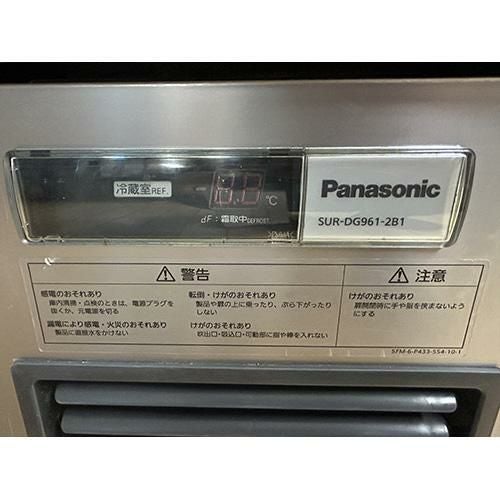 冷蔵室REF.
℃
dF:霜取中DEFROST
Panasonic
SUR-DG961-2B1
警告
感電のおそれあり
庫内清掃・点検のときは、電源プラグを
抜くか、元電源を切る
漏電により感電・火災のおそれあり
製品に直接水をかけない
転倒・けがのおそれあり
製品や扉の上に乗ったり、ぶら下がったり
しない
けがのおそれあり
吹出口・吸込口・可動部に指や棒を入れない
注意
けがのおそれあり
扉開閉時に手や指を挟まないよう
にする
SFM-6-P433-554-10-1